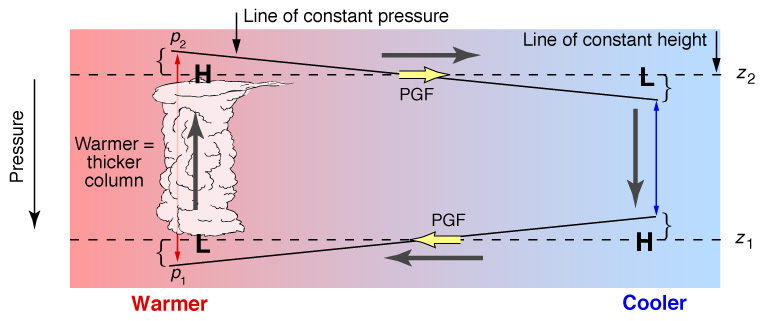 Line of constant pressure
p2
Line of constant height
H
L
z2
PGF
Pressure
Warmer =
thicker
column
PGF
L
H
z1
p1
Warmer
Cooler